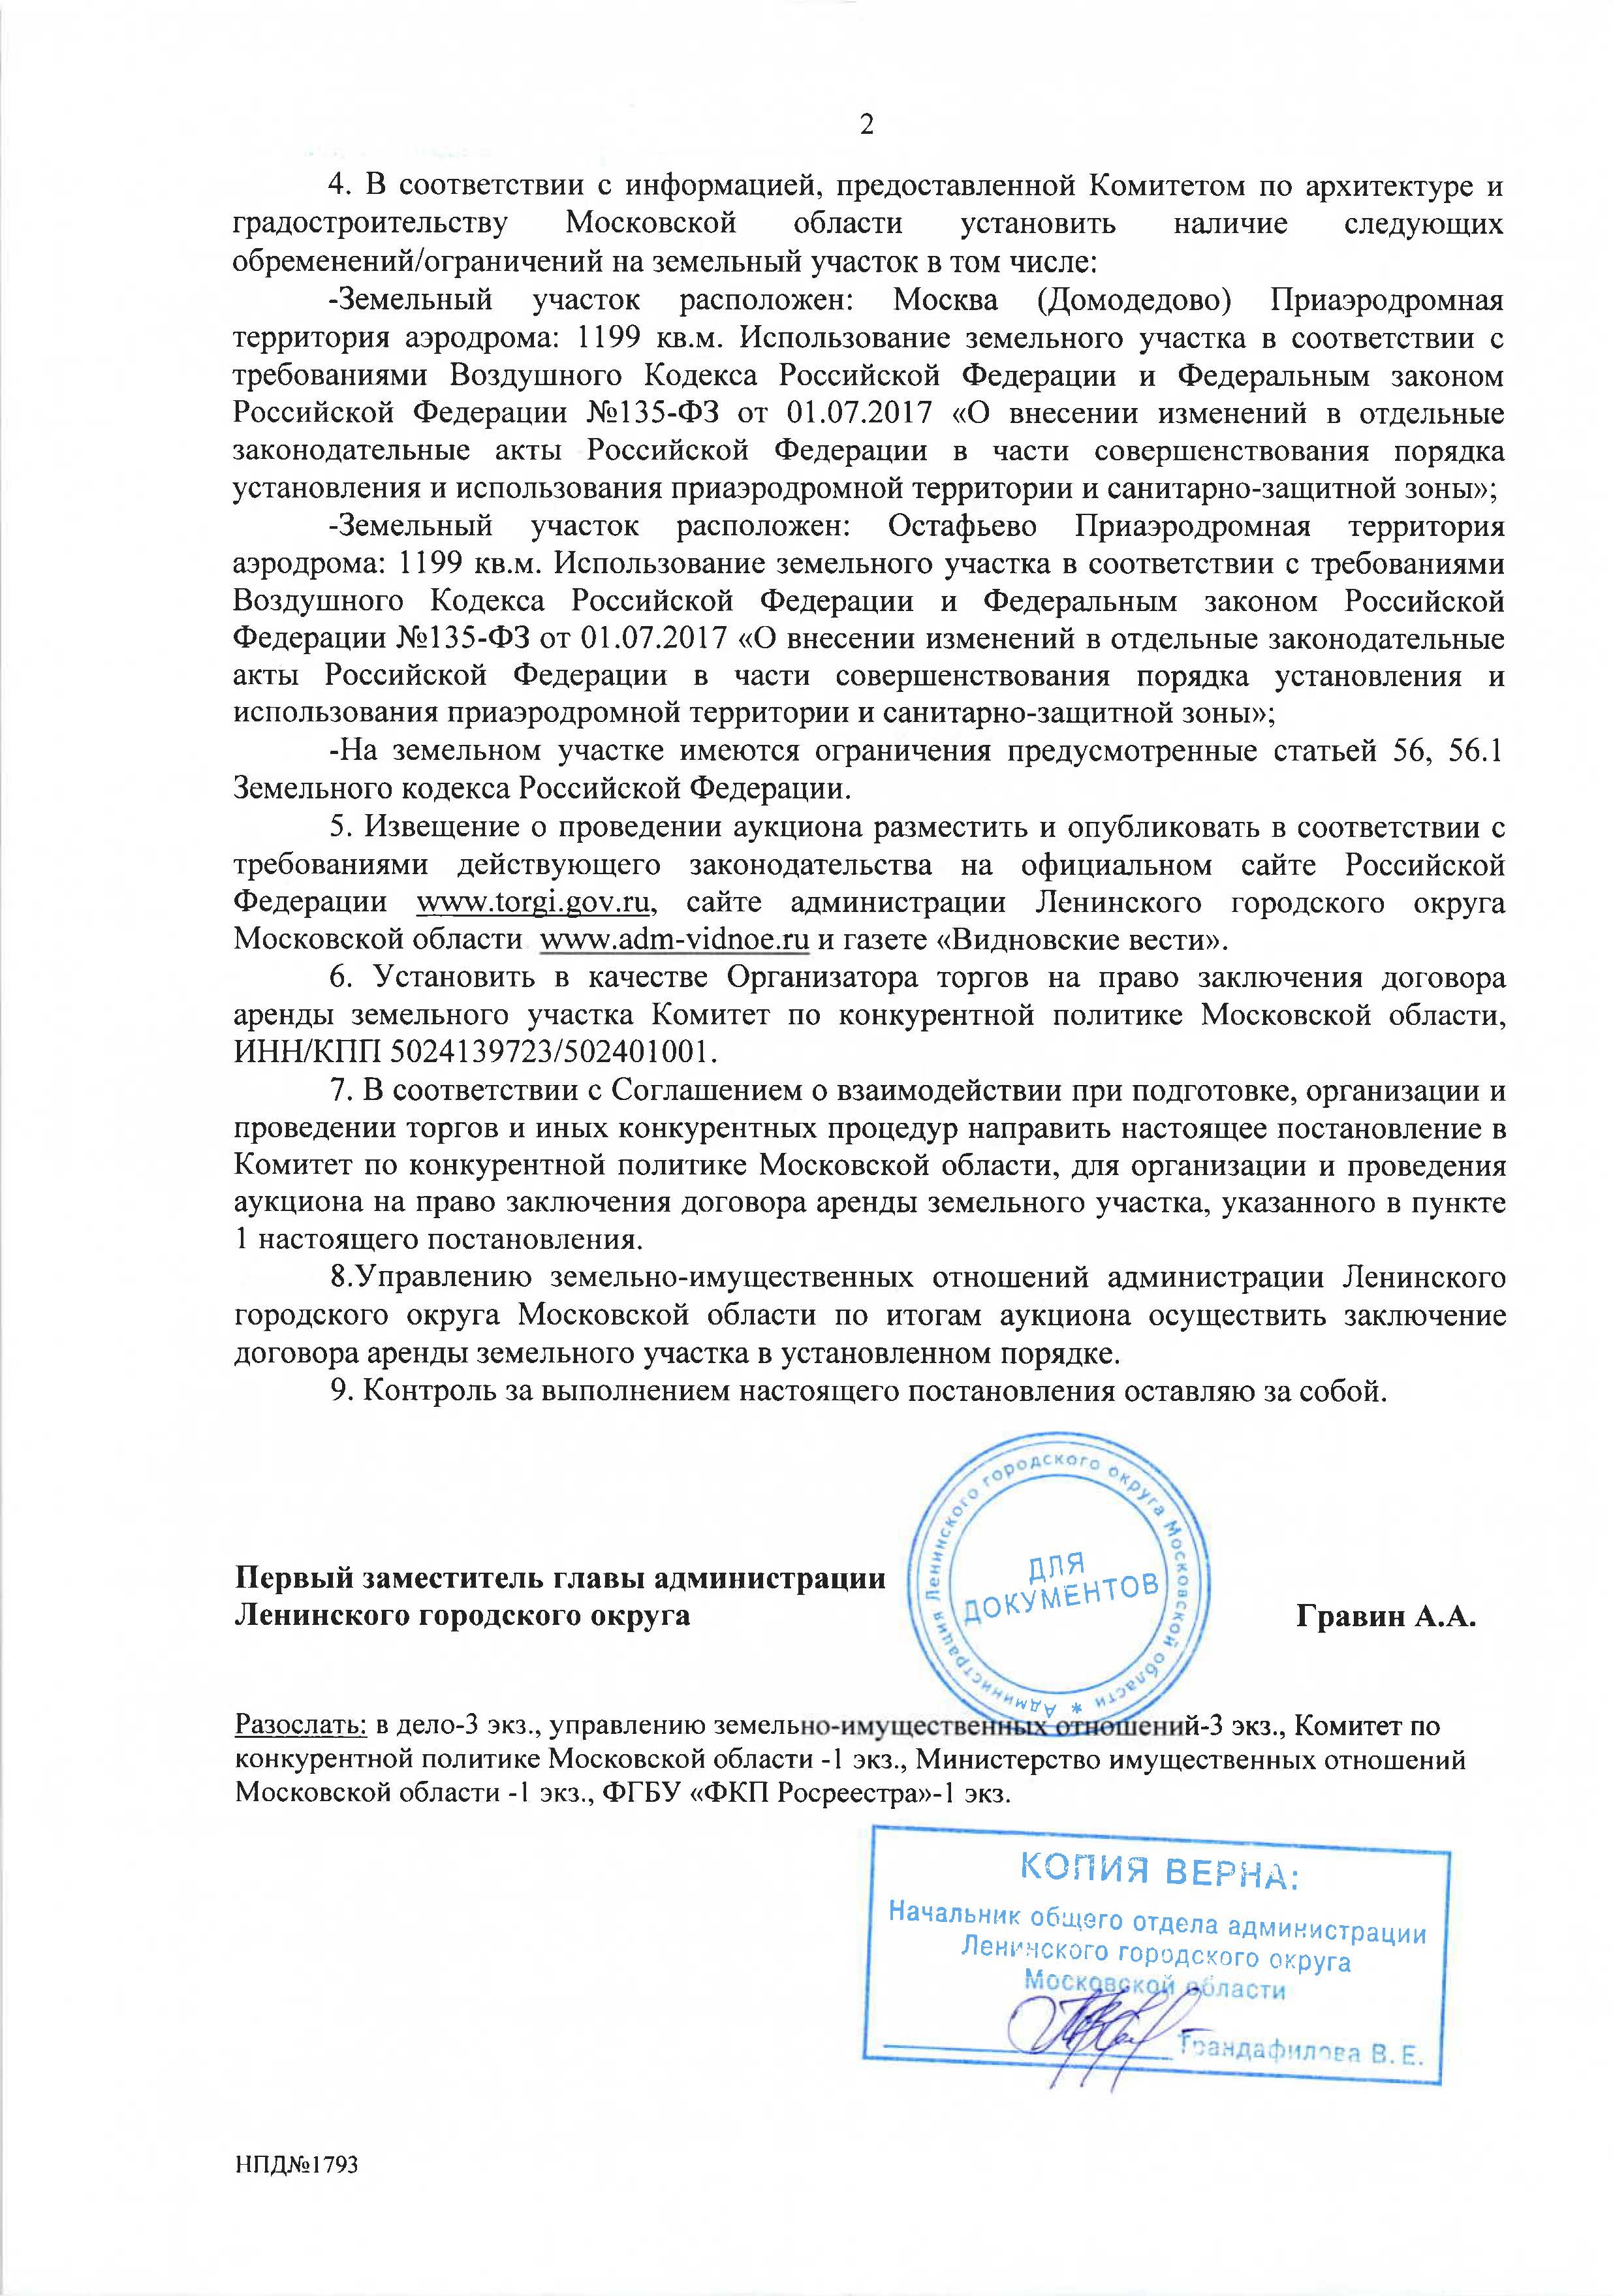 2
4. В соответствии с информацией, предоставленной Комитетом по архитектуре и
градостроительству Московской области установить наличие следующих
обременений/ограничений на земельный участок в том числе:
-Земельный участок расположен: Москва (Домодедово) Приаэродромная
территория аэродрома: 1199 кв.м. Использование земельного участка в соответствии с
требованиями Воздушного Кодекса Российской Федерации и Федеральным законом
Российской Федерации №135-ФЗ от 01.07.2017 «О внесении изменений в отдельные
законодательные акты Российской Федерации в части совершенствования порядка
установления и использования приаэродромной территории и санитарно-защитной зоны»;
-Земельный участок расположен: Остафьево Приаэродромная территория
аэродрома: 1199 кв.м. Использование земельного участка в соответствии с требованиями
Воздушного Кодекса Российской Федерации и Федеральным законом Российской
Федерации №135-ФЗ от 01.07.2017 «О внесении изменений в отдельные законодательные
акты Российской Федерации в части совершенствования порядка установления и
использования приаэродромной территории и санитарно-защитной зоны»;
-На земельном участке имеются ограничения предусмотренные статьей 56, 56.1
Земельного кодекса Российской Федерации.
5. Извещение о проведении аукциона разместить и опубликовать в соответствии с
требованиями действующего законодательства на официальном сайте Российской
Федерации www.torgi.gov.ru, сайте администрации Ленинского городского округа
Московской области www.adm-vidnoe.ru и газете «Видновские вести».
6. Установить в качестве Организатора торгов на право заключения договора
аренды земельного участка Комитет по конкурентной политике Московской области,
ИНН/КПП 5024139723/502401001.
7. В соответствии с Соглашением о взаимодействии при подготовке, организации и
проведении торгов и иных конкурентных процедур направить настоящее постановление в
Комитет по конкурентной политике Московской области, для организации и проведения
аукциона на право заключения договора аренды земельного участка, указанного в пункте
1 настоящего постановления.
8.Управлению земельно-имущественных отношений администрации Ленинского
городского округа Московской области по итогам аукциона осуществить заключение
договора аренды земельного участка в установленном порядке.
9. Контроль за выполнением настоящего постановления оставляю за собой.
Администрация Ленинского городского округа Московской области *
ДЛЯ
ДОКУМЕНТОВ
Первый заместитель главы администрации
Ленинского городского округа Гравин А.А.
Разослать: в дело-3 экз., управлению земельно-имущественных отношений-3 экз., Комитет по
конкурентной политике Московской области -1 экз., Министерство имущественных отношений
Московской области -1 экз., ФГБУ «ФКП Росреестра»-1 экз.
КОПИЯ ВЕРНА:
Начальник общего отдела администрации
Ленинского городского округа
Московской области
Трандафилова В. Е.
НПД№1793